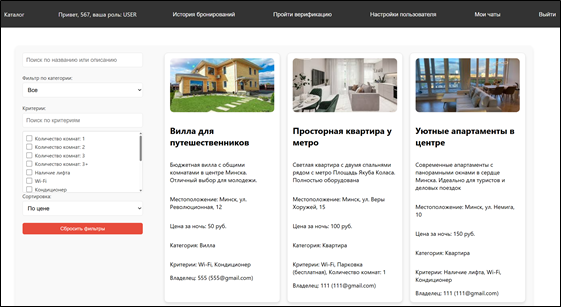 Каталог
Привет, 567, ваша роль: USER
История бронирований
Пройти верификацию
Настройки пользователя
Мои чаты
Выйти
Поиск по названию или описанию
Фильтр по категории:
Все
Критерии:
Поиск по критериям
Количество комнат: 1
Количество комнат: 2
Количество комнат: 3
Количество комнат: 3+
Наличие лифта
Wi-Fi
Кондиционер
Сортировка:
По цене
Сбросить фильтры
Вилла для
путешественников
Бюджетная вилла с общими
комнатами в центре Минска.
Отличный выбор для молодежи.
Местоположение: Минск, ул.
Революционная, 12
Цена за ночь: 50 руб.
Категория: Вилла
Критерии: Wi-Fi, Кондиционер
Владелец: 555 (555@gmail.com)
Просторная квартира у
метро
Светлая квартира с двумя спальнями
рядом с метро Площадь Якуба Коласа.
Полностью оборудована
Местоположение: Минск, ул. Веры
Хоружей, 15
Цена за ночь: 100 руб.
Категория: Квартира
Критерии: Wi-Fi, Парковка
(бесплатная), Количество комнат: 1
Владелец: 111 (111@gmail.com)
Уютные апартаменты в
центре
Современные апартаменты с
панорамными окнами в сердце
Минска. Идеально для туристов и
деловых поездок
Местоположение: Минск, ул. Немига,
10
Цена за ночь: 150 руб.
Категория: Квартира
Критерии: Наличие лифта, Wi-Fi,
Кондиционер
Владелец: 111 (111@gmail.com)